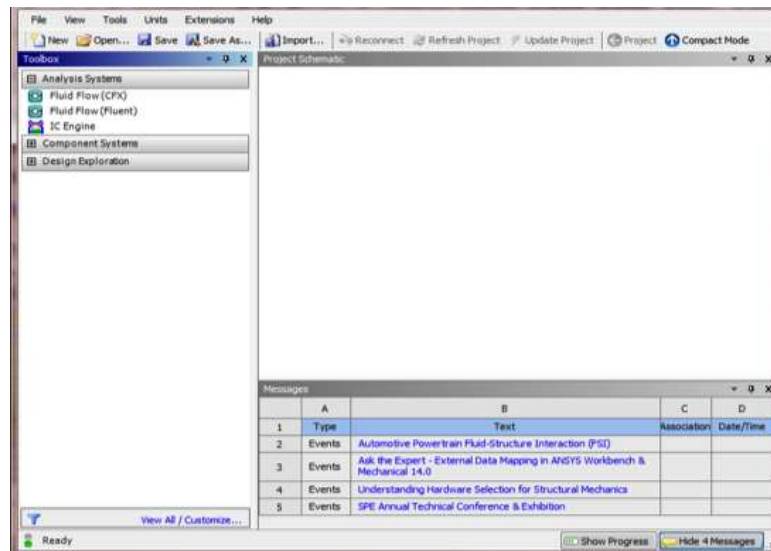 File View Tools Units Extensions Help
New Open... Save Save As... Import... Reconnect Refresh Project Update Project Project Compact Mode
Toolbox
Project Schematic
Analysis Systems
Fluid Flow (CFX)
Fluid Flow (Fluent)
IC Engine
Component Systems
Design Exploration
Messages
A B C D
1 Type Text Association Date/Time
2 Events Automotive Powertrain Fluid-Structure Interaction (FSI)
3 Events Ask the Expert - External Data Mapping in ANSYS Workbench &
Mechanical 14.0
4 Events Understanding Hardware Selection for Structural Mechanics
5 Events SPE Annual Technical Conference & Exhibition
View All / Customize...
Ready Show Progress Hide 4 Messages